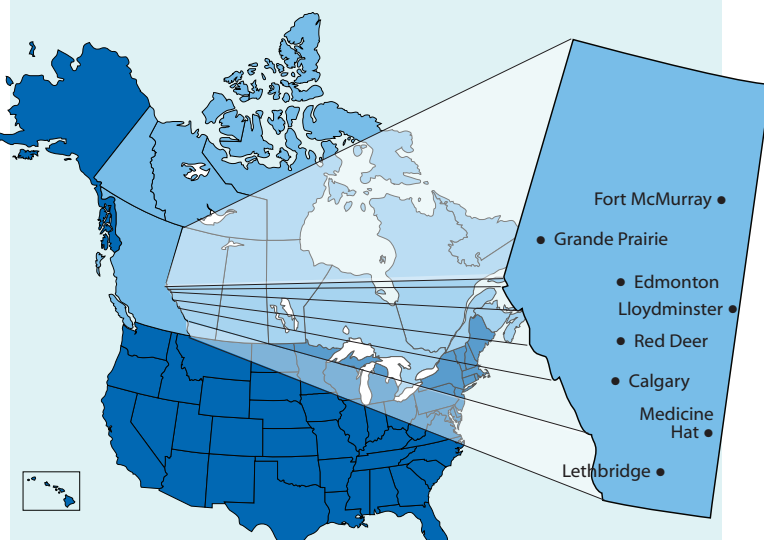 Fort McMurray
Grande Prairie
Edmonton
Lloydminster
Red Deer
Calgary
Medicine
Hat
Lethbridge